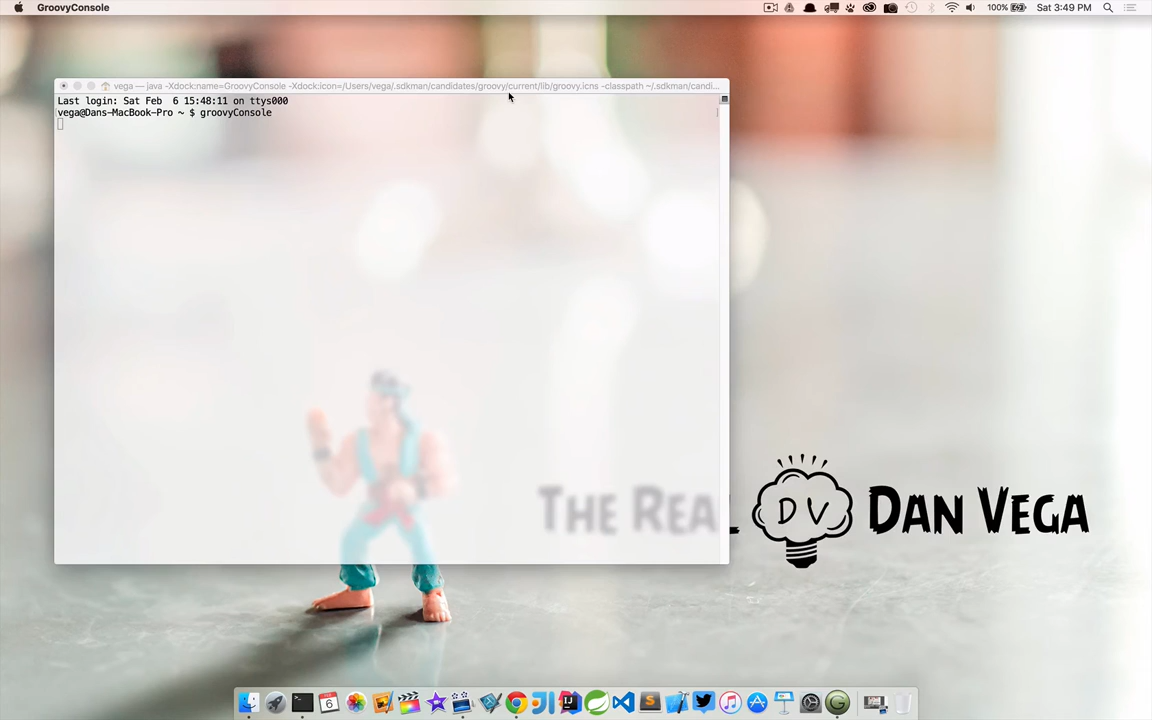 GroovyConsole
100%
Sat 3:49 PM
vega — java -Xdock:name=GroovyConsole -Xdock:icon=/Users/vega/.sdkman/candidates/groovy/current/lib/groovy.icns -classpath ~/.sdkman/candi...
Last login: Sat Feb  6 15:48:11 on ttys000
vega@Dans-MacBook-Pro ~ $ groovyConsole
The Real DV Dan Vega
6